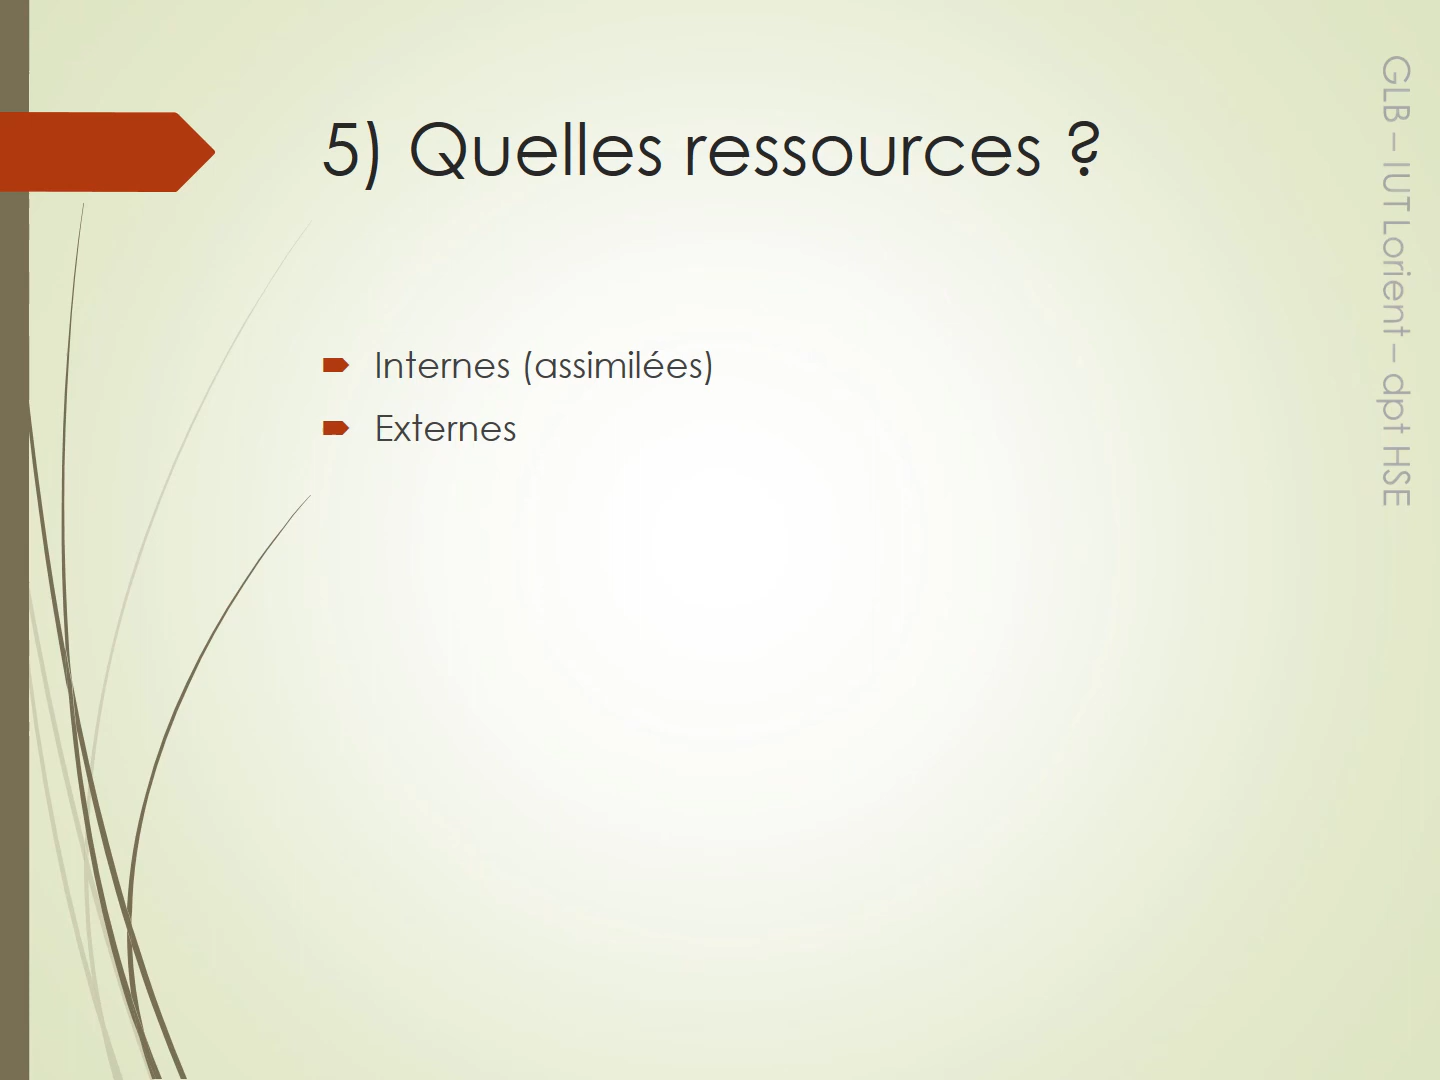 5) Quelles ressources ?
Internes (assimilées)
Externes
GLB – IUT Lorient – dpt HSE